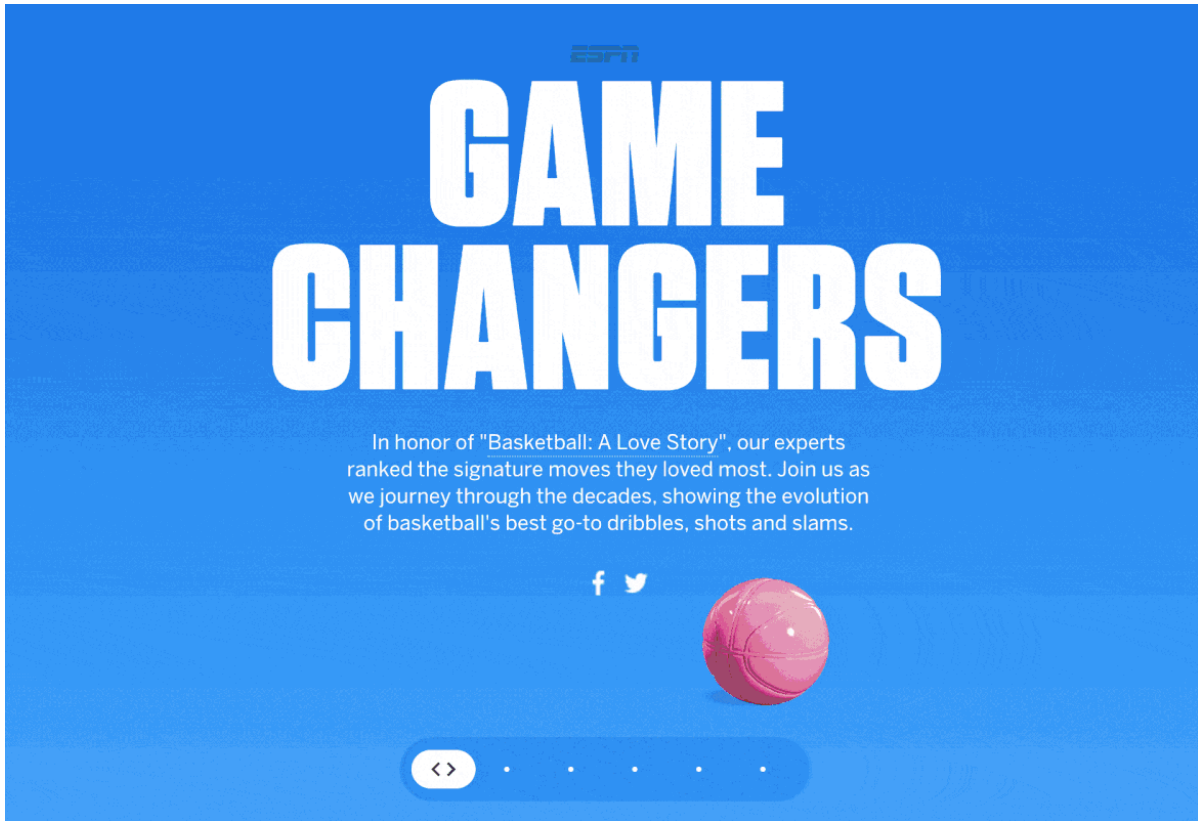 ESPN
GAME
CHANGERS
In honor of "Basketball: A Love Story", our experts
ranked the signature moves they loved most. Join us as
we journey through the decades, showing the evolution
of basketball's best go-to dribbles, shots and slams.